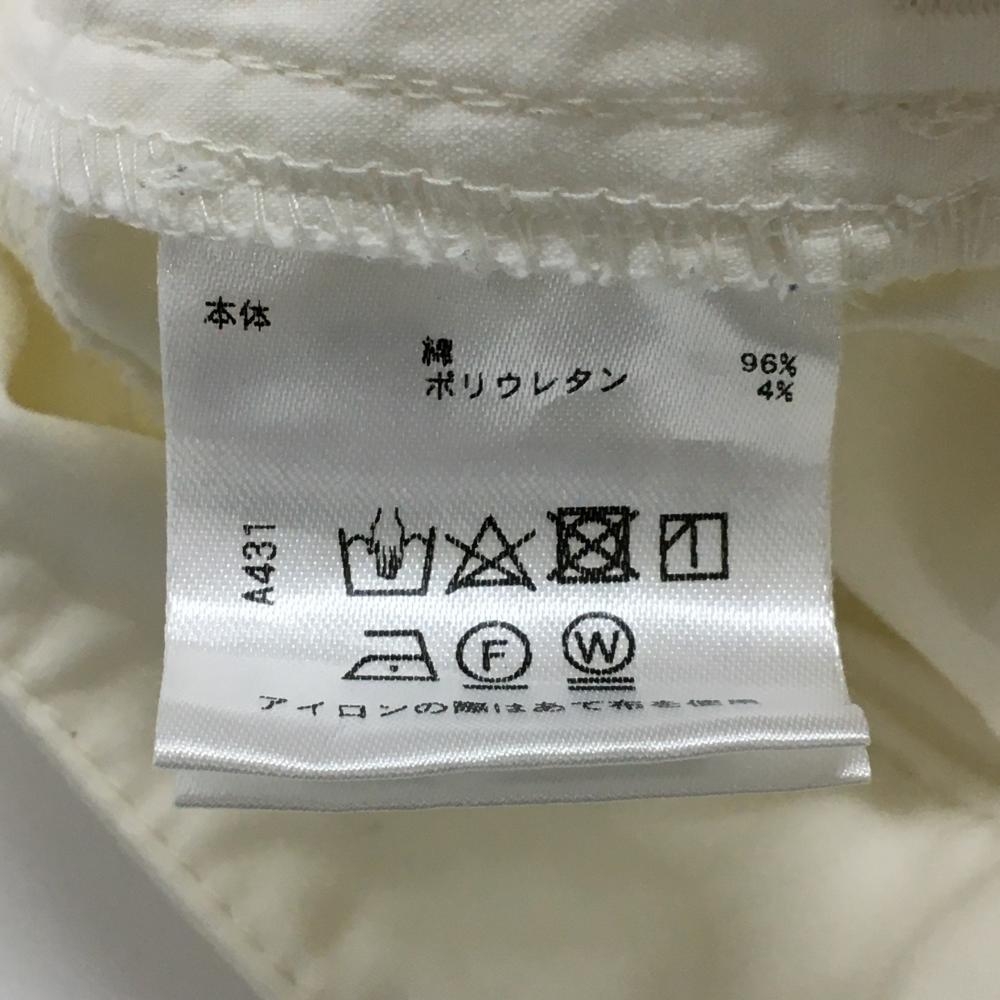 本体
綿 96%
ポリウレタン 4%
A431
F W
アイロンの際はあて布を使用